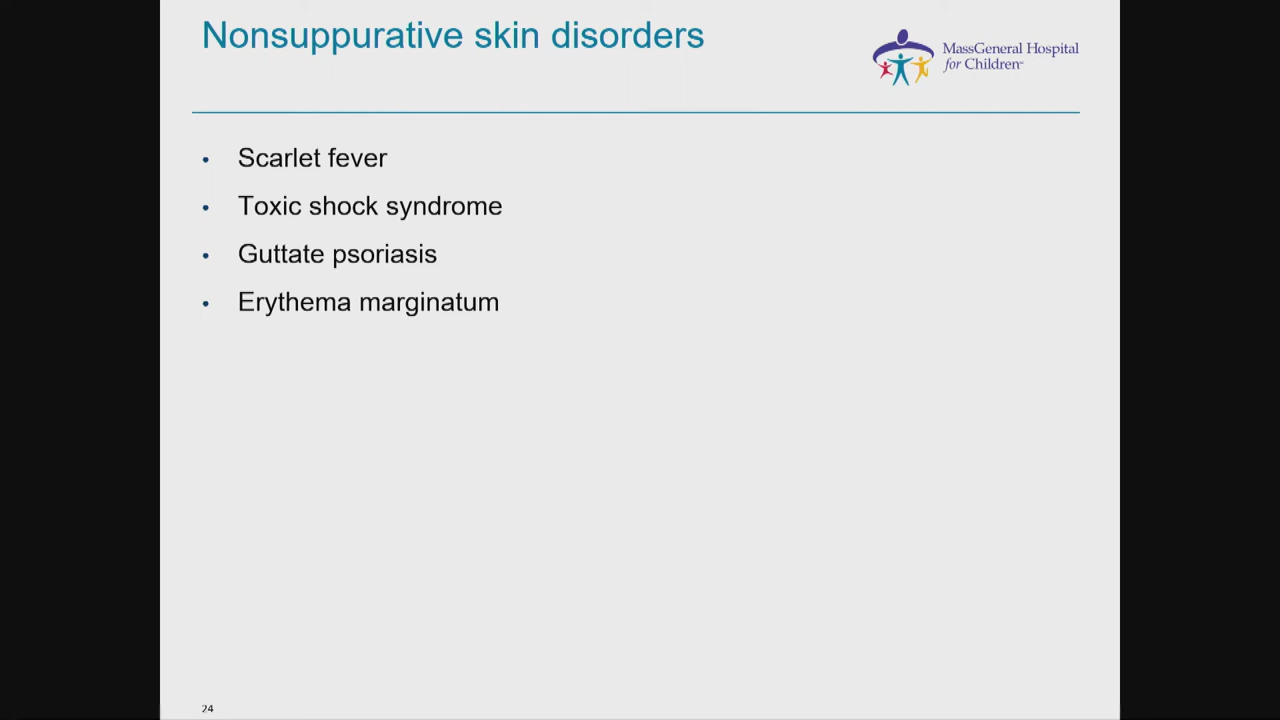 Nonsuppurative skin disorders
MassGeneral Hospital
for Children
• Scarlet fever
• Toxic shock syndrome
• Guttate psoriasis
• Erythema marginatum
24